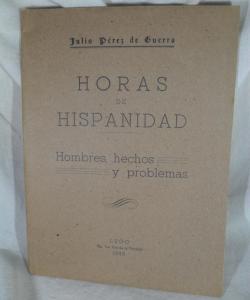 Julio Pérez de Guerra
HORAS
DE
HISPANIDAD
Hombres, hechos
y problemas
LUGO